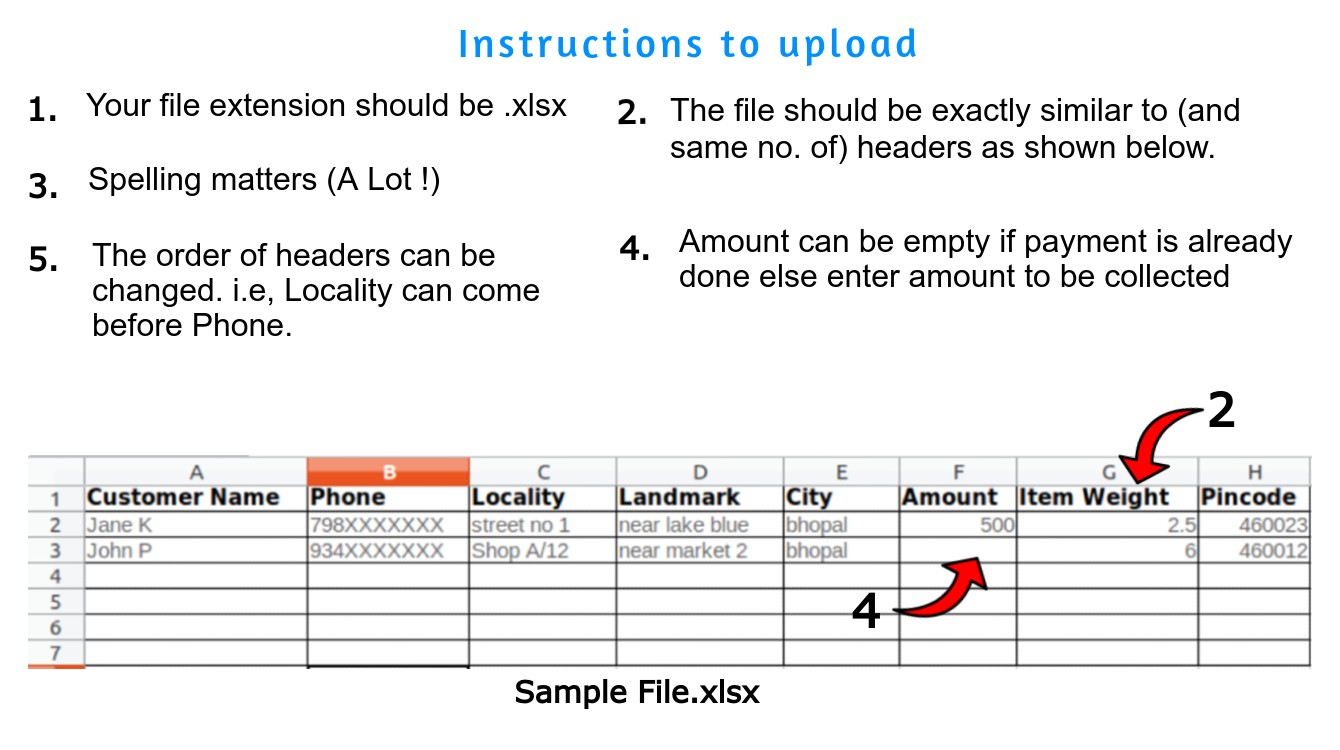 Instructions to upload
1. Your file extension should be .xlsx
2. The file should be exactly similar to (and
same no. of) headers as shown below.
3. Spelling matters (A Lot !)
4. Amount can be empty if payment is already
done else enter amount to be collected
5. The order of headers can be
changed. i.e, Locality can come
before Phone.
2
A B C D E F G H
1 Customer Name Phone Locality Landmark City Amount Item Weight Pincode
2 Jane K 798XXXXXXX street no 1 near lake blue bhopal 500 2.5 460023
3 John P 934XXXXXXX Shop A/12 near market 2 bhopal 6 460012
4
5
4
6
7
Sample File.xlsx